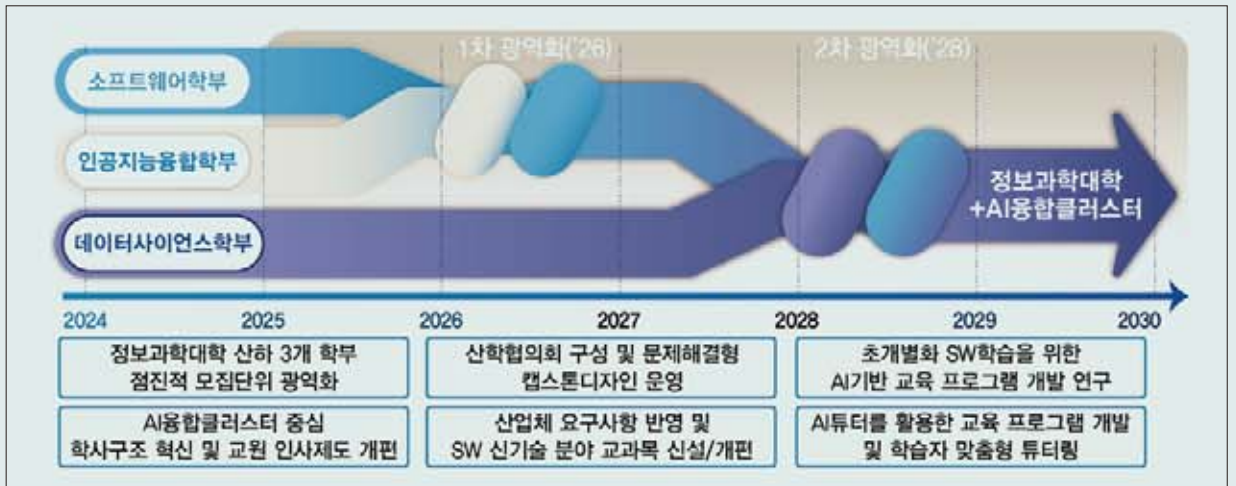 1차 광역화('26)
2차 광역화('28)
소프트웨어학부
인공지능융합학부
데이터사이언스학부
정보과학대학
+AI융합클러스터
2024
2025
2026
2027
2028
2029
2030
정보과학대학 산하 3개 학부
점진적 모집단위 광역화
산학협의회 구성 및 문제해결형
캡스톤디자인 운영
초개별화 SW학습을 위한
AI기반 교육 프로그램 개발 연구
AI융합클러스터 중심
학사구조 혁신 및 교원 인사제도 개편
산업체 요구사항 반영 및
SW 신기술 분야 교과목 신설/개편
AI튜터를 활용한 교육 프로그램 개발
및 학습자 맞춤형 튜터링